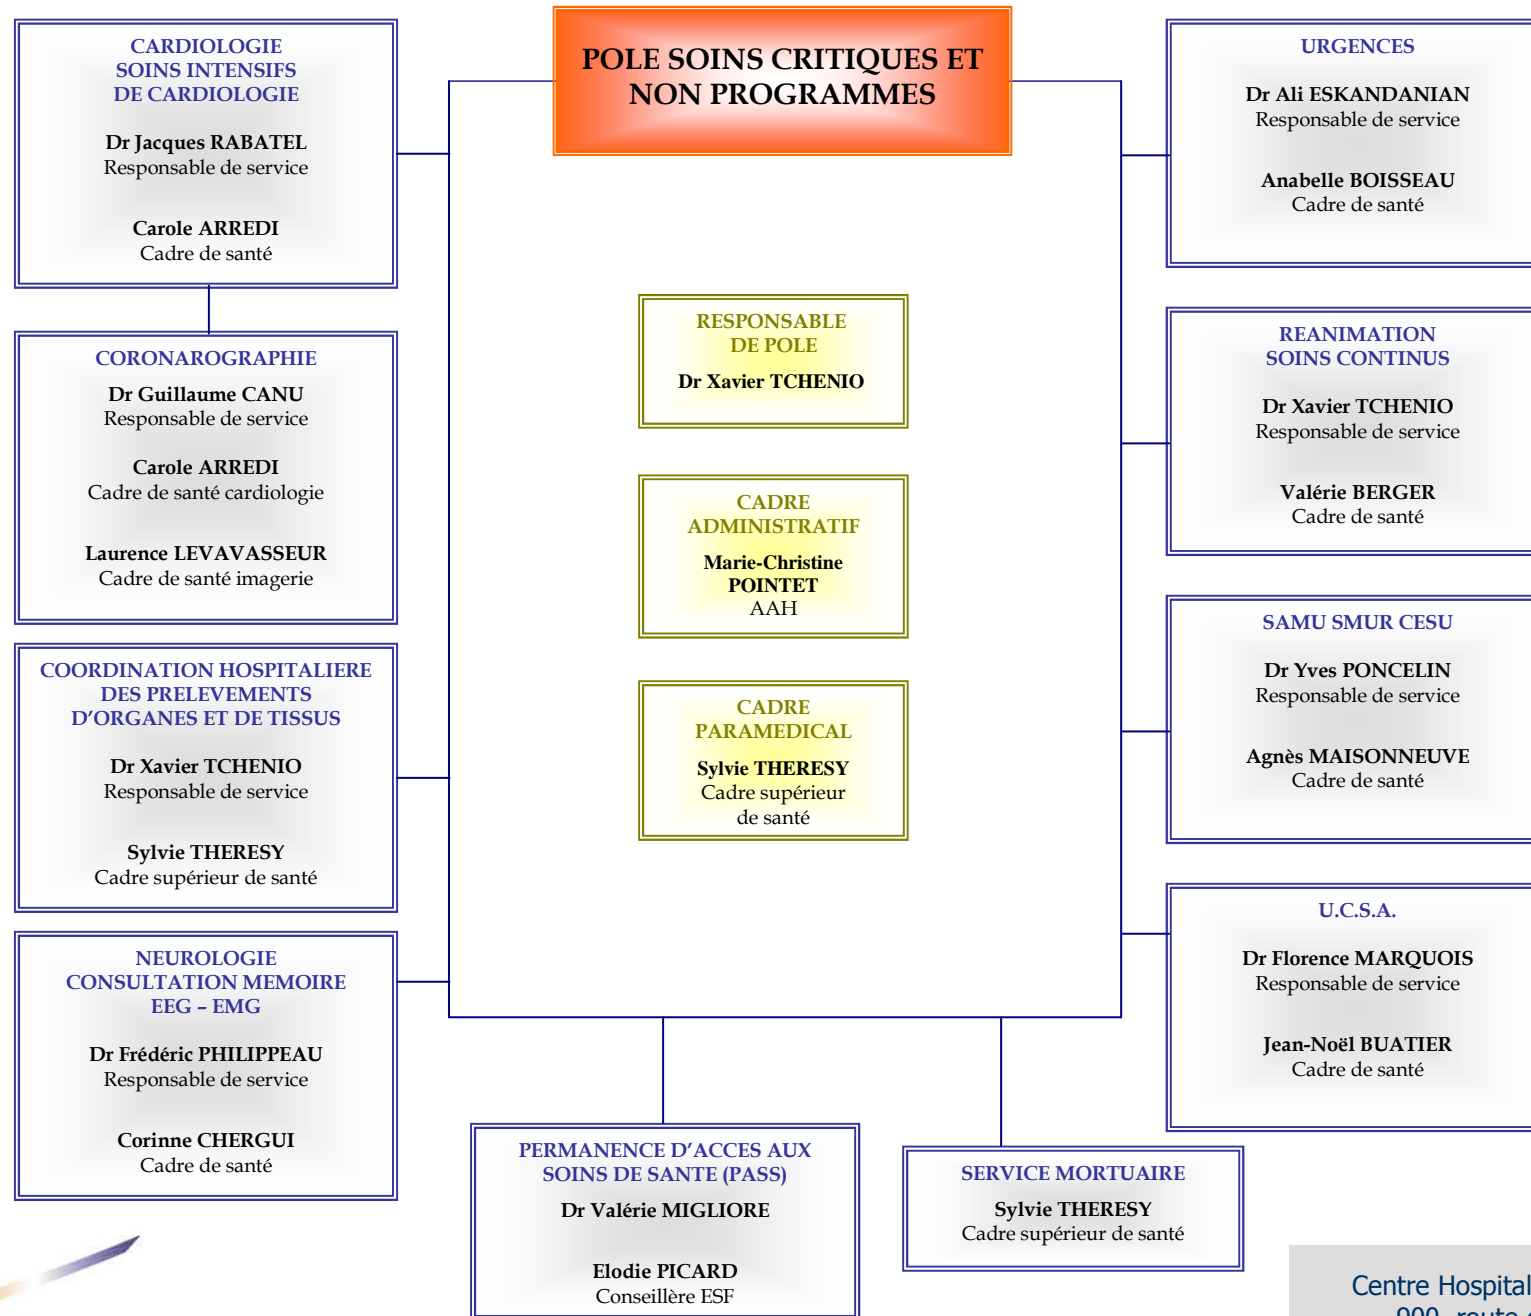 POLE SOINS CRITIQUES ET
NON PROGRAMMES
CARDIOLOGIE
SOINS INTENSIFS
DE CARDIOLOGIE
Dr Jacques RABATEL
Responsable de service
Carole ARREDI
Cadre de santé
CORONAROGRAPHIE
Dr Guillaume CANU
Responsable de service
Carole ARREDI
Cadre de santé cardiologie
Laurence LEVAVASSEUR
Cadre de santé imagerie
COORDINATION HOSPITALIERE
DES PRELEVEMENTS
D’ORGANES ET DE TISSUS
Dr Xavier TCHENIO
Responsable de service
Sylvie THERESY
Cadre supérieur de santé
NEUROLOGIE
CONSULTATION MEMOIRE
EEG – EMG
Dr Frédéric PHILIPPEAU
Responsable de service
Corinne CHERGUI
Cadre de santé
RESPONSABLE
DE POLE
Dr Xavier TCHENIO
CADRE
ADMINISTRATIF
Marie-Christine
POINTET
AAH
CADRE
PARAMEDICAL
Sylvie THERESY
Cadre supérieur
de santé
PERMANENCE D’ACCES AUX
SOINS DE SANTE (PASS)
Dr Valérie MIGLIORE
Elodie PICARD
Conseillère ESF
SERVICE MORTUAIRE
Sylvie THERESY
Cadre supérieur de santé
URGENCES
Dr Ali ESKANDANIAN
Responsable de service
Anabelle BOISSEAU
Cadre de santé
REANIMATION
SOINS CONTINUS
Dr Xavier TCHENIO
Responsable de service
Valérie BERGER
Cadre de santé
SAMU SMUR CESU
Dr Yves PONCELIN
Responsable de service
Agnès MAISONNEUVE
Cadre de santé
U.C.S.A.
Dr Florence MARQUOIS
Responsable de service
Jean-Noël BUATIER
Cadre de santé
Centre Hospital
900, route